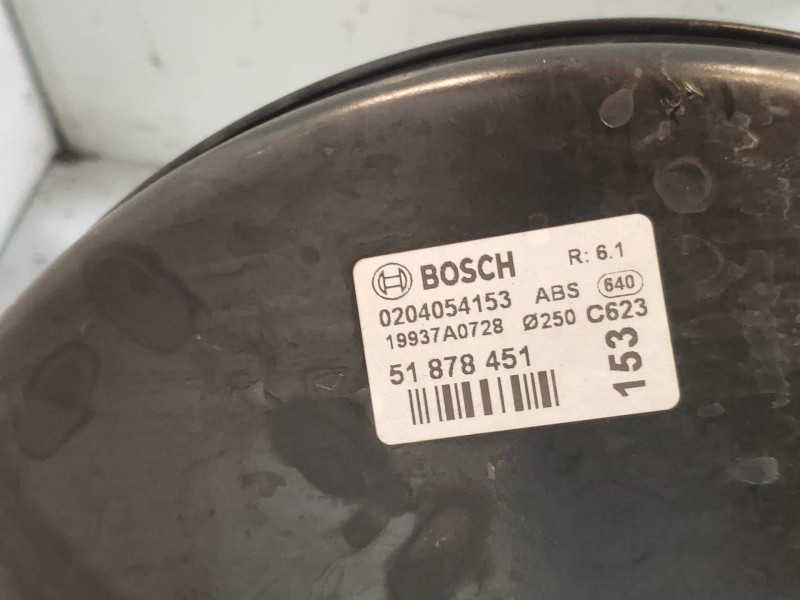 BOSCH R: 6.1
0204054153 ABS 640
19937A0728 Ø250 C623
51 878 451
153